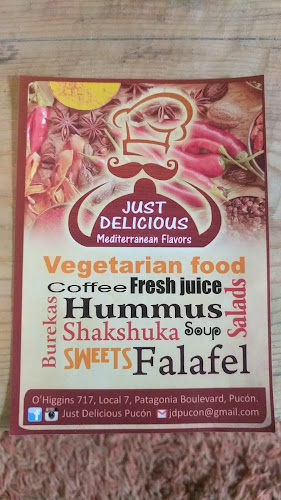 JUST
DELICIOUS
Mediterranean Flavors
Vegetarian food
Coffee Fresh juice
Burekas
Hummus
Salads
Shakshuka Soup
SWEETS Falafel
O'Higgins 717, Local 7, Patagonia Boulevard, Pucón.
Just Delicious Pucón jdpucon@gmail.com